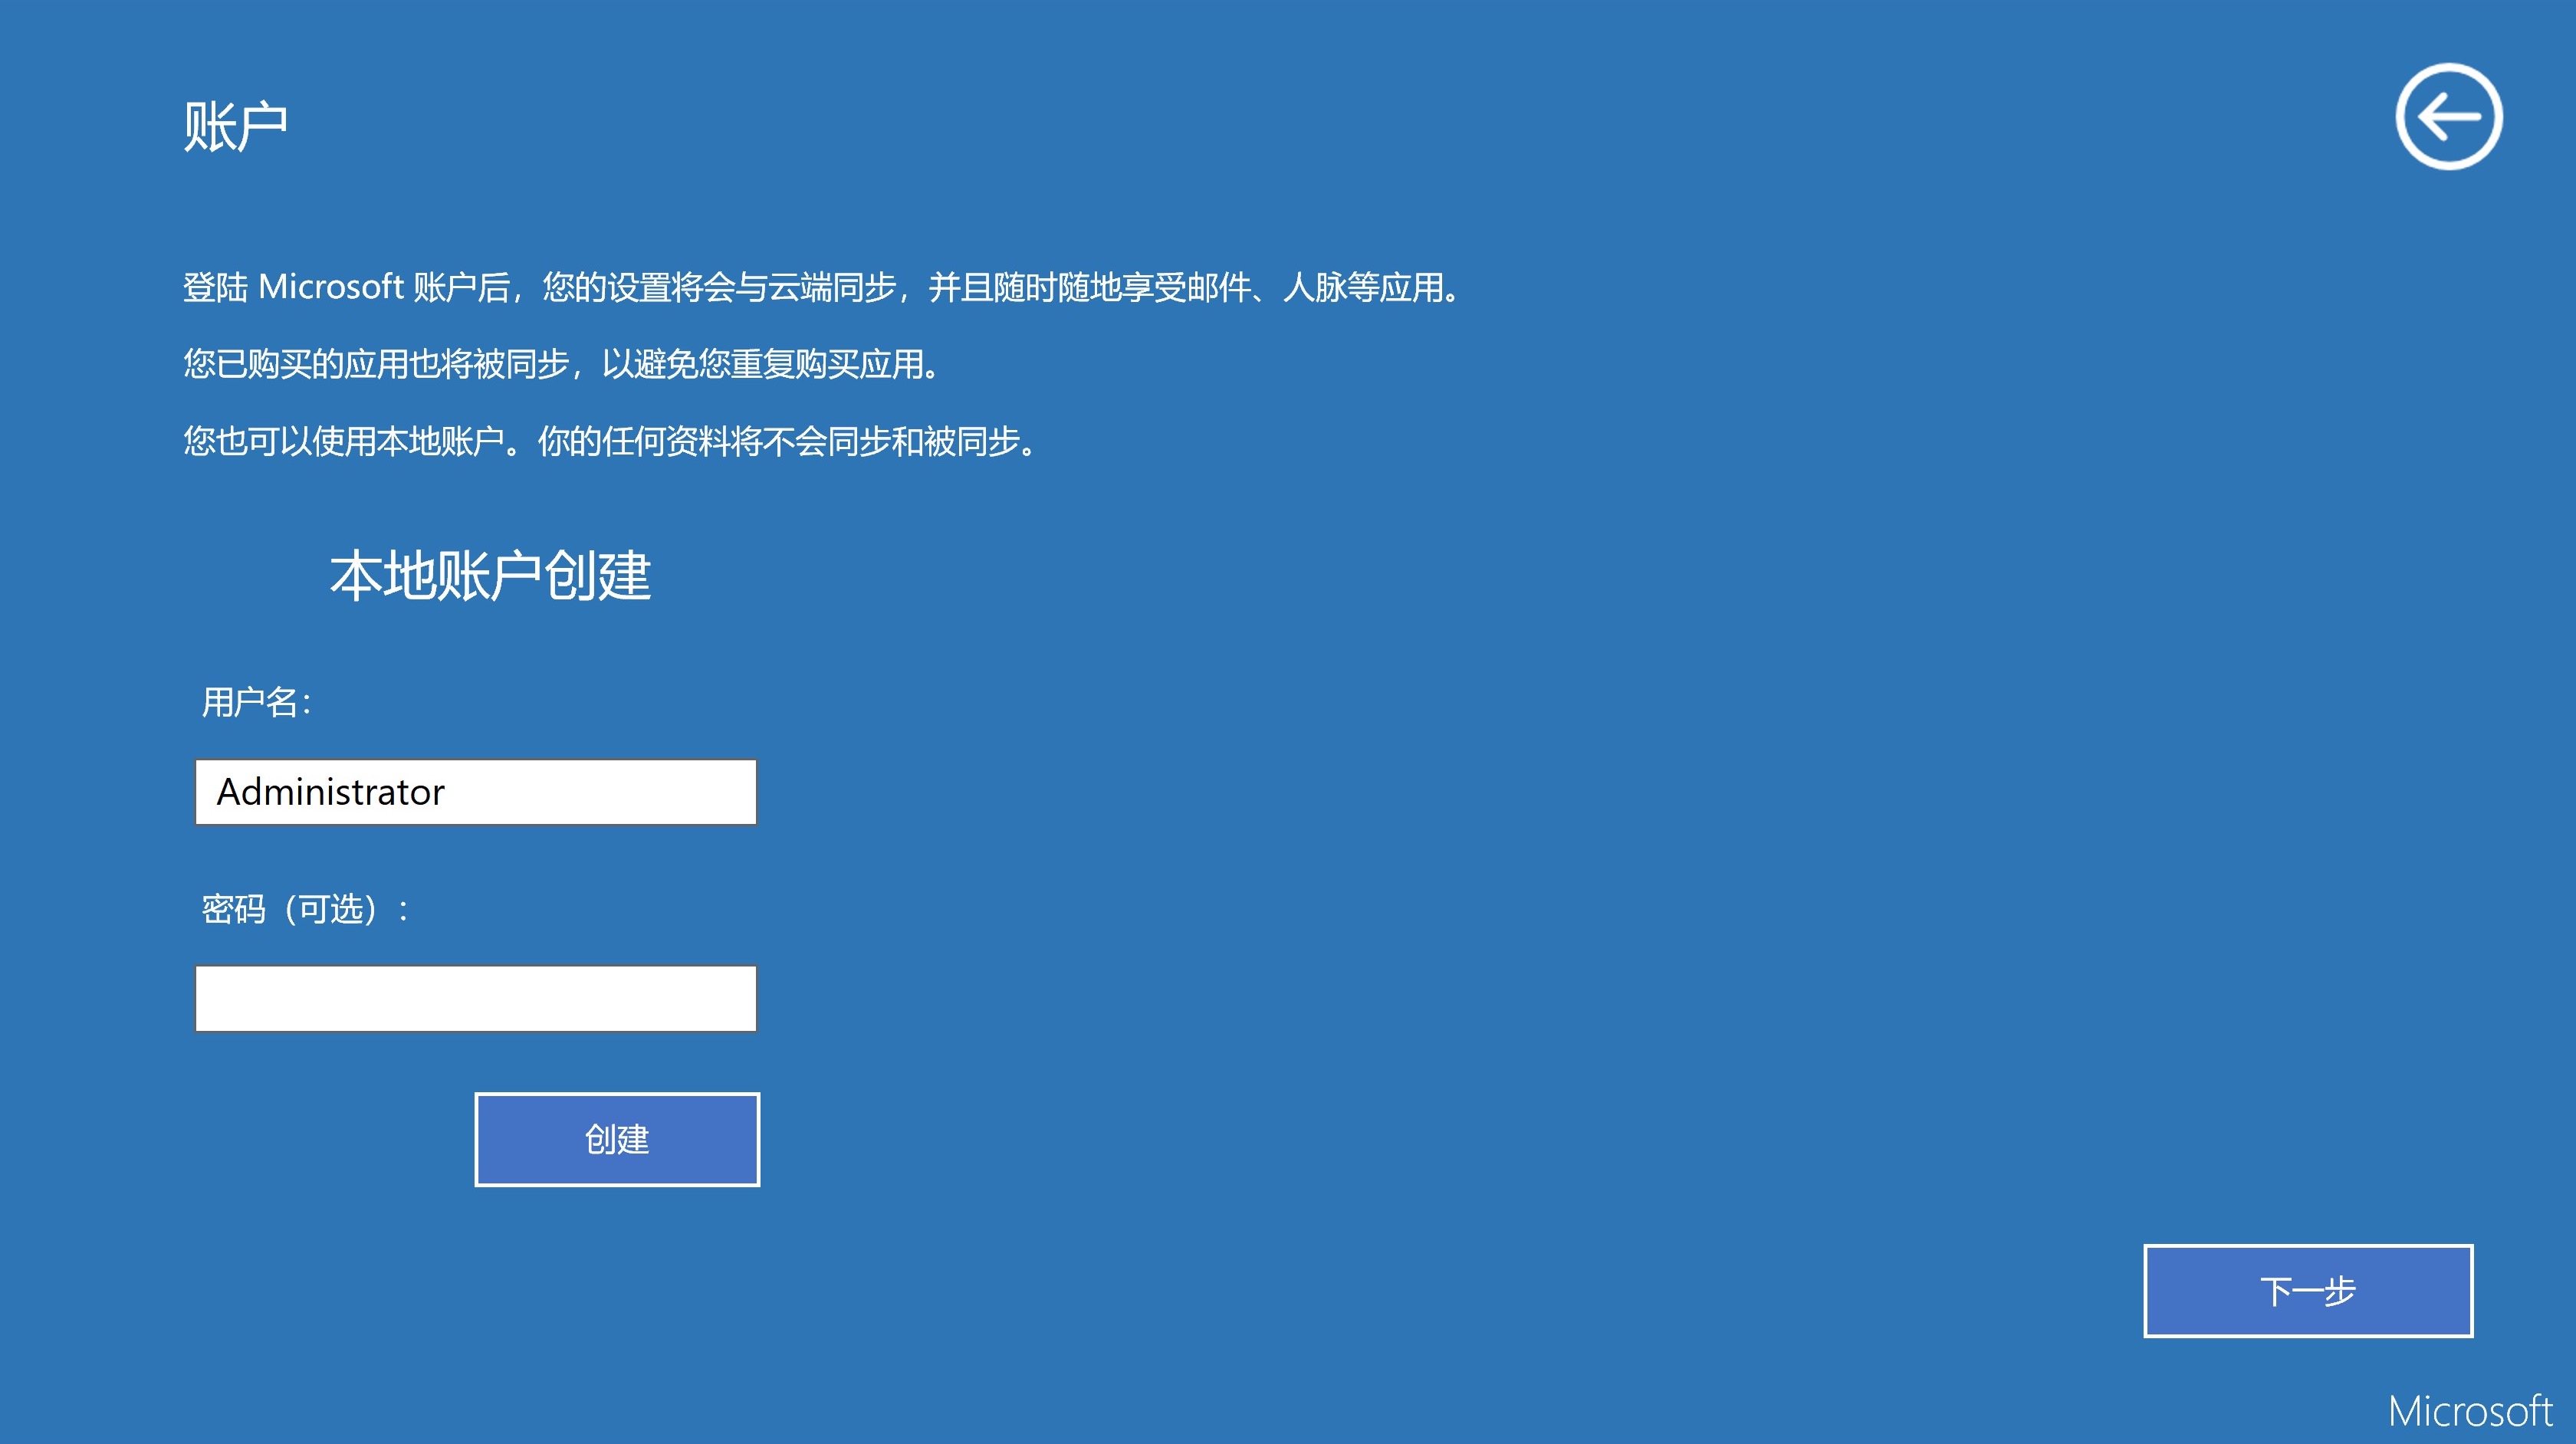 账户
登陆 Microsoft 账户后，您的设置将会与云端同步，并且随时随地享受邮件、人脉等应用。
您已购买的应用也将被同步，以避免您重复购买应用。
您也可以使用本地账户。你的任何资料将不会同步和被同步。
本地账户创建
用户名：
Administrator
密码（可选）：
创建
下一步
Microsoft